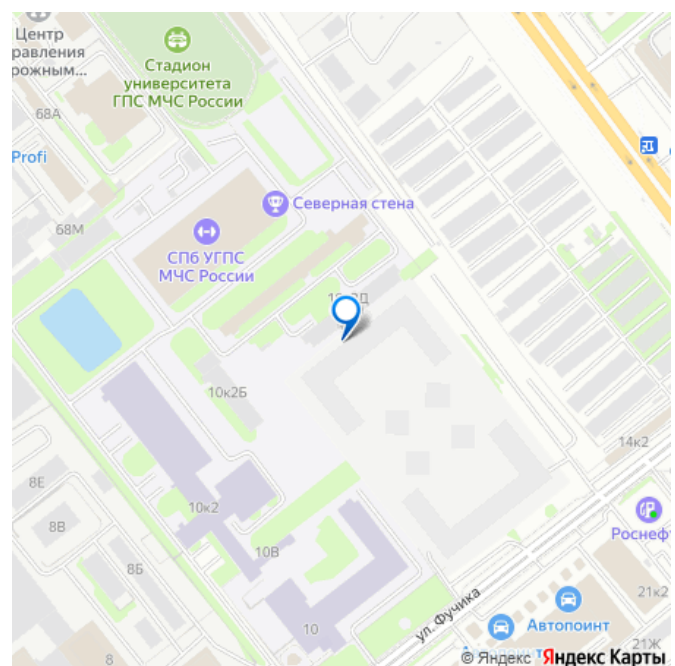 Центр
равления
рожным...
Стадион
университета
ГПС МЧС России
68А
Profi
68М
Северная стена
СПб УГПС
МЧС России
10к2Б
14к2
8Е
10к2
8В
Роснефт
10В
8Б
ул. Фучика
21к2
Автопоинт
10
21Ж
8
© Яндекс Яндекс Карты